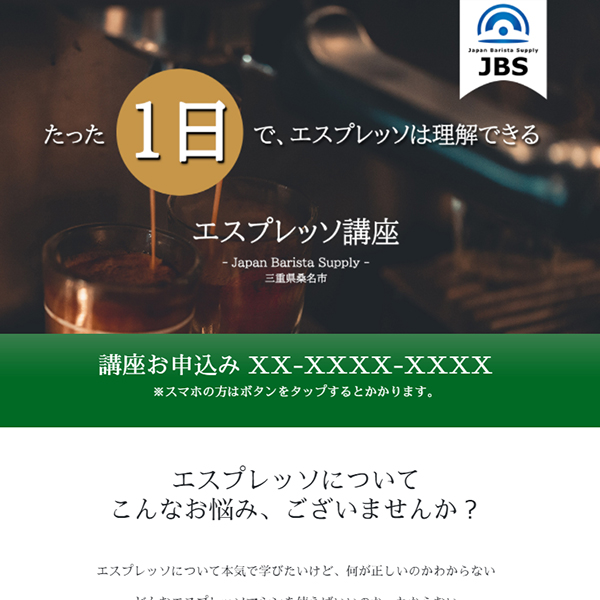 Japan Barista Supply
JBS
たった 1日 で、エスプレッソは理解できる
エスプレッソ講座
– Japan Barista Supply –
三重県桑名市
講座お申込み XX-XXXX-XXXX
※スマホの方はボタンをタップするとかかります。
エスプレッソについて
こんなお悩み、ございませんか？
エスプレッソについて本気で学びたいけど、何が正しいのかわからない